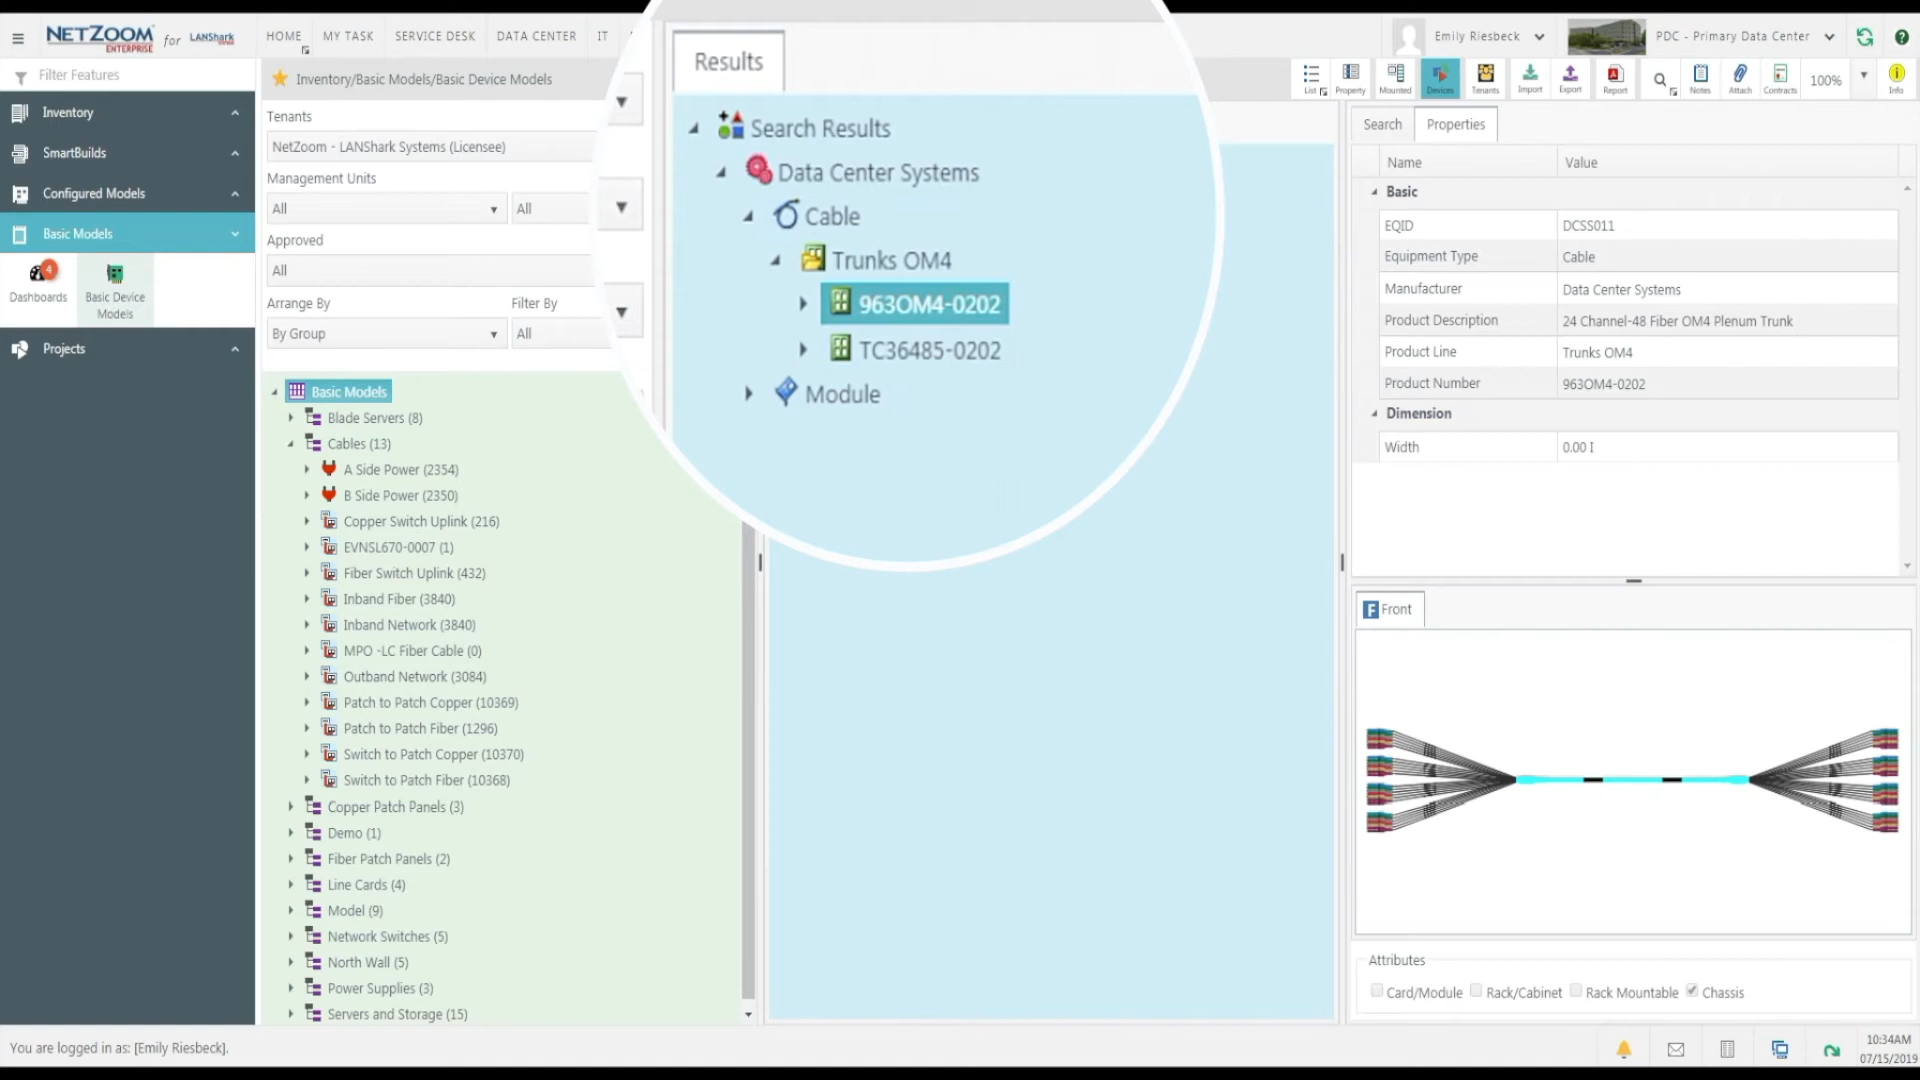 NETZOOM ENTERPRISE for LANShark
HOME MY TASK SERVICE DESK DATA CENTER IT
Emily Riesbeck
PDC - Primary Data Center
Filter Features
Inventory
SmartBuilds
Configured Models
Basic Models
4
Dashboards
Basic Device Models
Projects
Inventory/Basic Models/Basic Device Models
Tenants
NetZoom - LANShark Systems (Licensee)
Management Units
All All
Approved
All
Arrange By Filter By
By Group All
Basic Models
Blade Servers (8)
Cables (13)
A Side Power (2354)
B Side Power (2350)
Copper Switch Uplink (216)
EVNSL670-0007 (1)
Fiber Switch Uplink (432)
Inband Fiber (3840)
Inband Network (3840)
MPO -LC Fiber Cable (0)
Outband Network (3084)
Patch to Patch Copper (10369)
Patch to Patch Fiber (1296)
Switch to Patch Copper (10370)
Switch to Patch Fiber (10368)
Copper Patch Panels (3)
Demo (1)
Fiber Patch Panels (2)
Line Cards (4)
Model (9)
Network Switches (5)
North Wall (5)
Power Supplies (3)
Servers and Storage (15)
Results
Search Results
Data Center Systems
Cable
Trunks OM4
963OM4-0202
TC36485-0202
Module
List Property Mounted Devices Tenants Import Export Report Notes Attach Contracts 100% Info
Search Properties
Name Value
Basic
EQID DCSS011
Equipment Type Cable
Manufacturer Data Center Systems
Product Description 24 Channel-48 Fiber OM4 Plenum Trunk
Product Line Trunks OM4
Product Number 963OM4-0202
Dimension
Width 0.00 I
F Front
Attributes
Card/Module Rack/Cabinet Rack Mountable Chassis
You are logged in as: [Emily Riesbeck].
10:34AM
07/15/2019